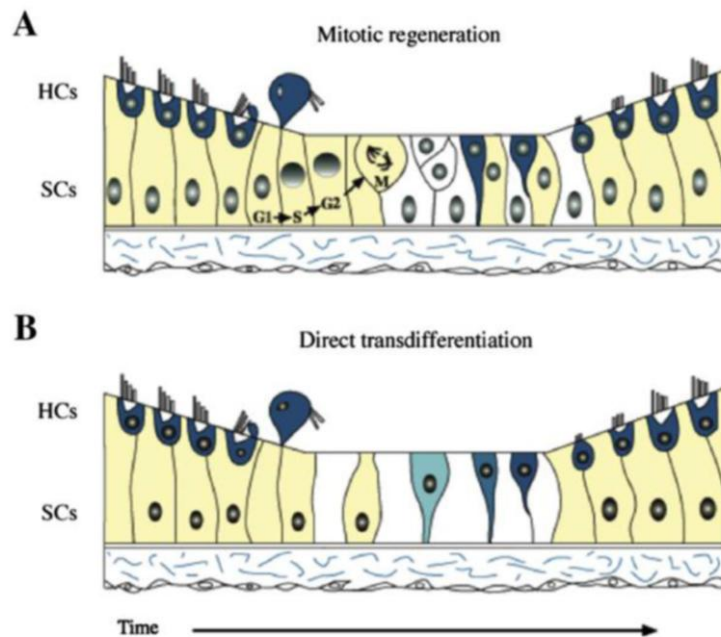 A
Mitotic regeneration
HCs
SCs
G1 S G2 M
B
Direct transdifferentiation
HCs
SCs
Time